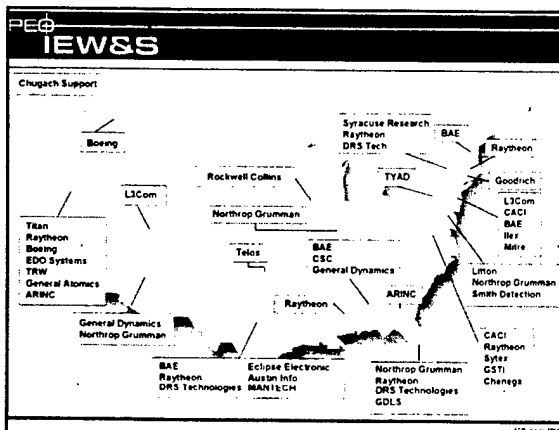 PEO
IEW&S
Chugach Support
Boeing
Syracuse Research
Raytheon
DRS Tech
BAE
Raytheon
Rockwell Collins
TYAD
Goodrich
L3Com
Northrop Grumman
L3Com
CACI
BAE
Ilex
Mitre
Titan
Raytheon
Boeing
EDO Systems
TRW
General Atomics
ARINC
Telos
BAE
CSC
General Dynamics
Litton
Northrop Grumman
Smith Detection
Raytheon
ARINC
General Dynamics
Northrop Grumman
CACI
Raytheon
Sytex
GSTI
Chenega
BAE
Raytheon
DRS Technologies
Eclipse Electronic
Austin Info
MANTECH
Northrop Grumman
Raytheon
DRS Technologies
GDLS